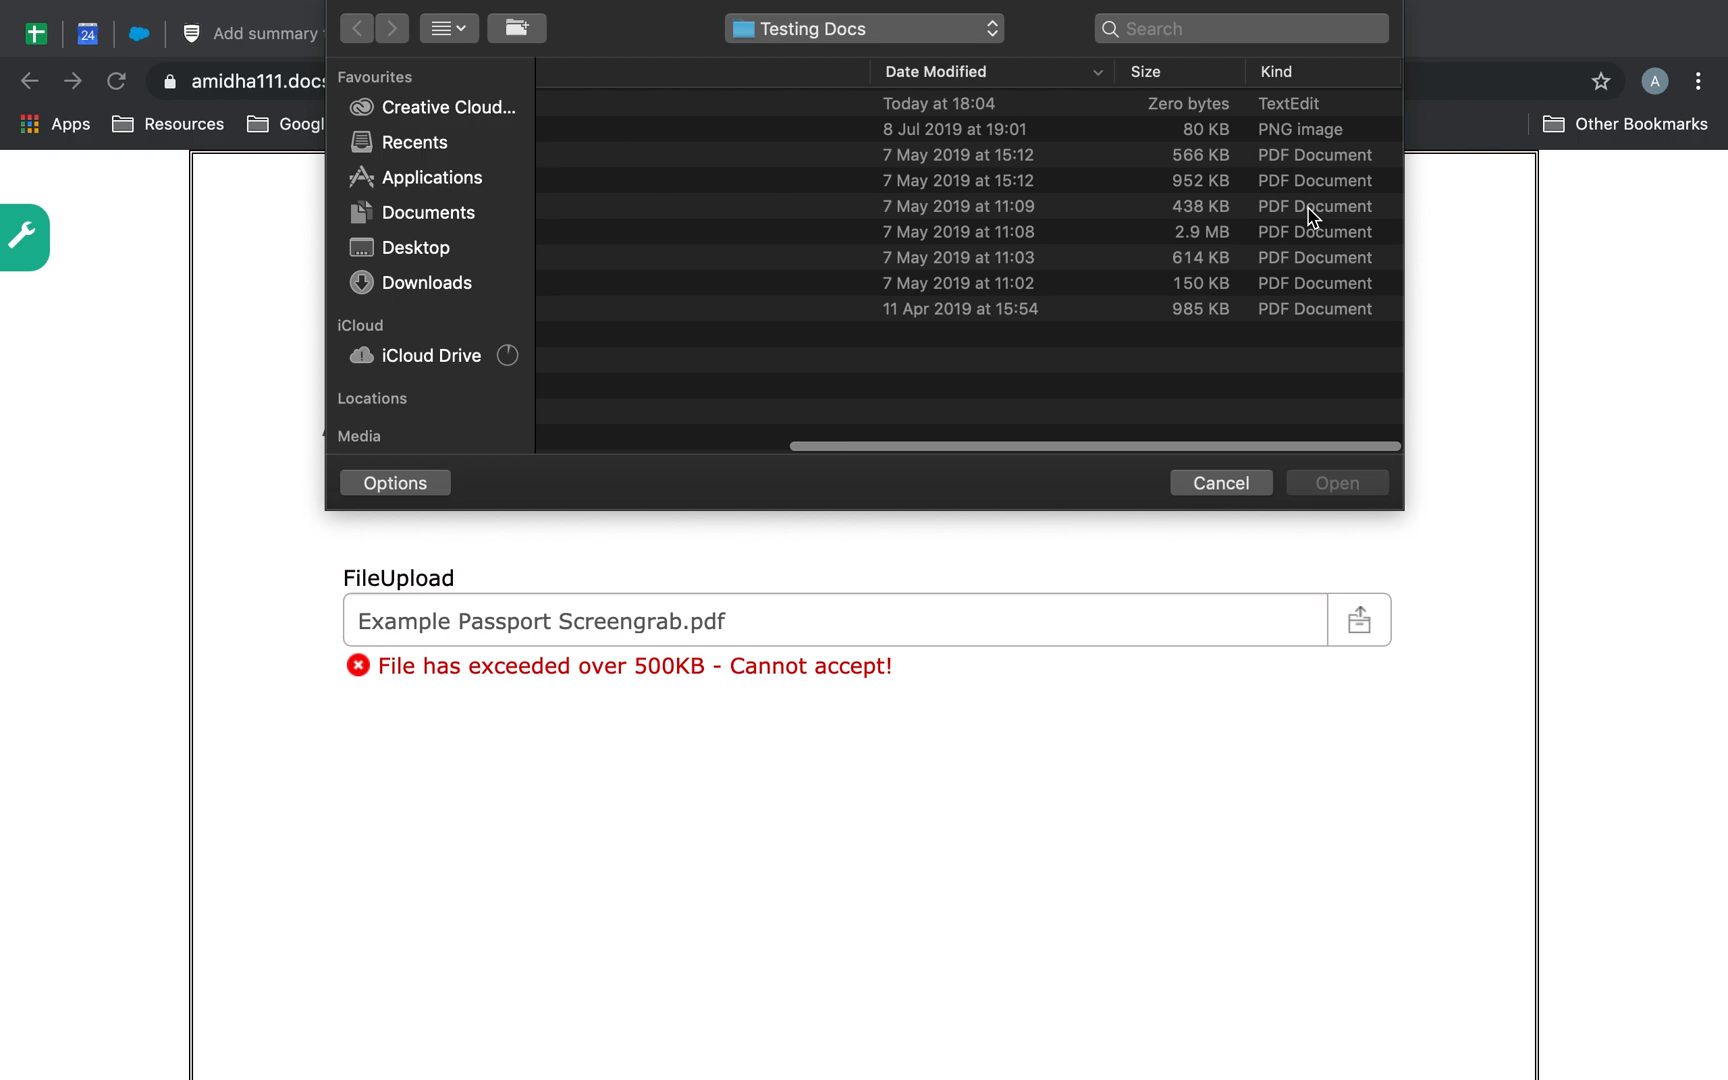 Add summary
Testing Docs
Search
amidha111.docs
A
24
Apps
Resources
Googl
Other Bookmarks
Favourites
Creative Cloud...
Recents
Applications
Documents
Desktop
Downloads
iCloud
iCloud Drive
Locations
Media
Date Modified Size Kind
Today at 18:04 Zero bytes TextEdit
8 Jul 2019 at 19:01 80 KB PNG image
7 May 2019 at 15:12 566 KB PDF Document
7 May 2019 at 15:12 952 KB PDF Document
7 May 2019 at 11:09 438 KB PDF Document
7 May 2019 at 11:08 2.9 MB PDF Document
7 May 2019 at 11:03 614 KB PDF Document
7 May 2019 at 11:02 150 KB PDF Document
11 Apr 2019 at 15:54 985 KB PDF Document
Options
Cancel
Open
FileUpload
Example Passport Screengrab.pdf
File has exceeded over 500KB - Cannot accept!